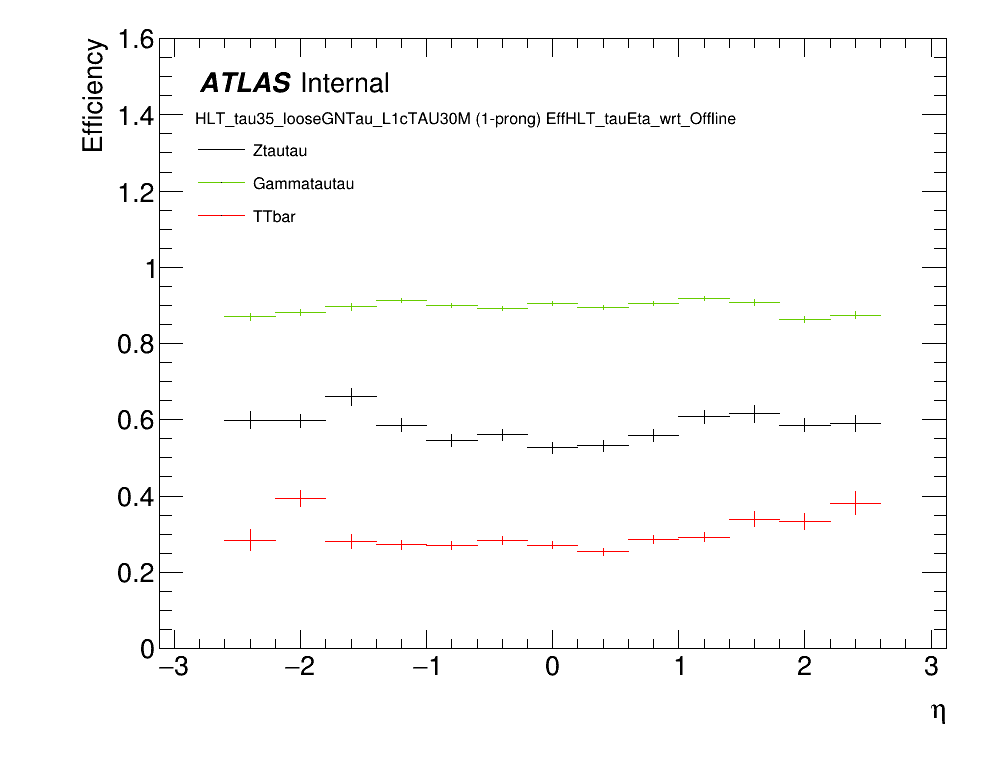 Efficiency
1.6
1.4
1.2
1
0.8
0.6
0.4
0.2
0
ATLAS Internal
HLT_tau35_looseGNTau_L1cTAU30M (1-prong) EffHLT_tauEta_wrt_Offline
Ztautau
Gammatautau
TTbar
−3 −2 −1 0 1 2 3
η